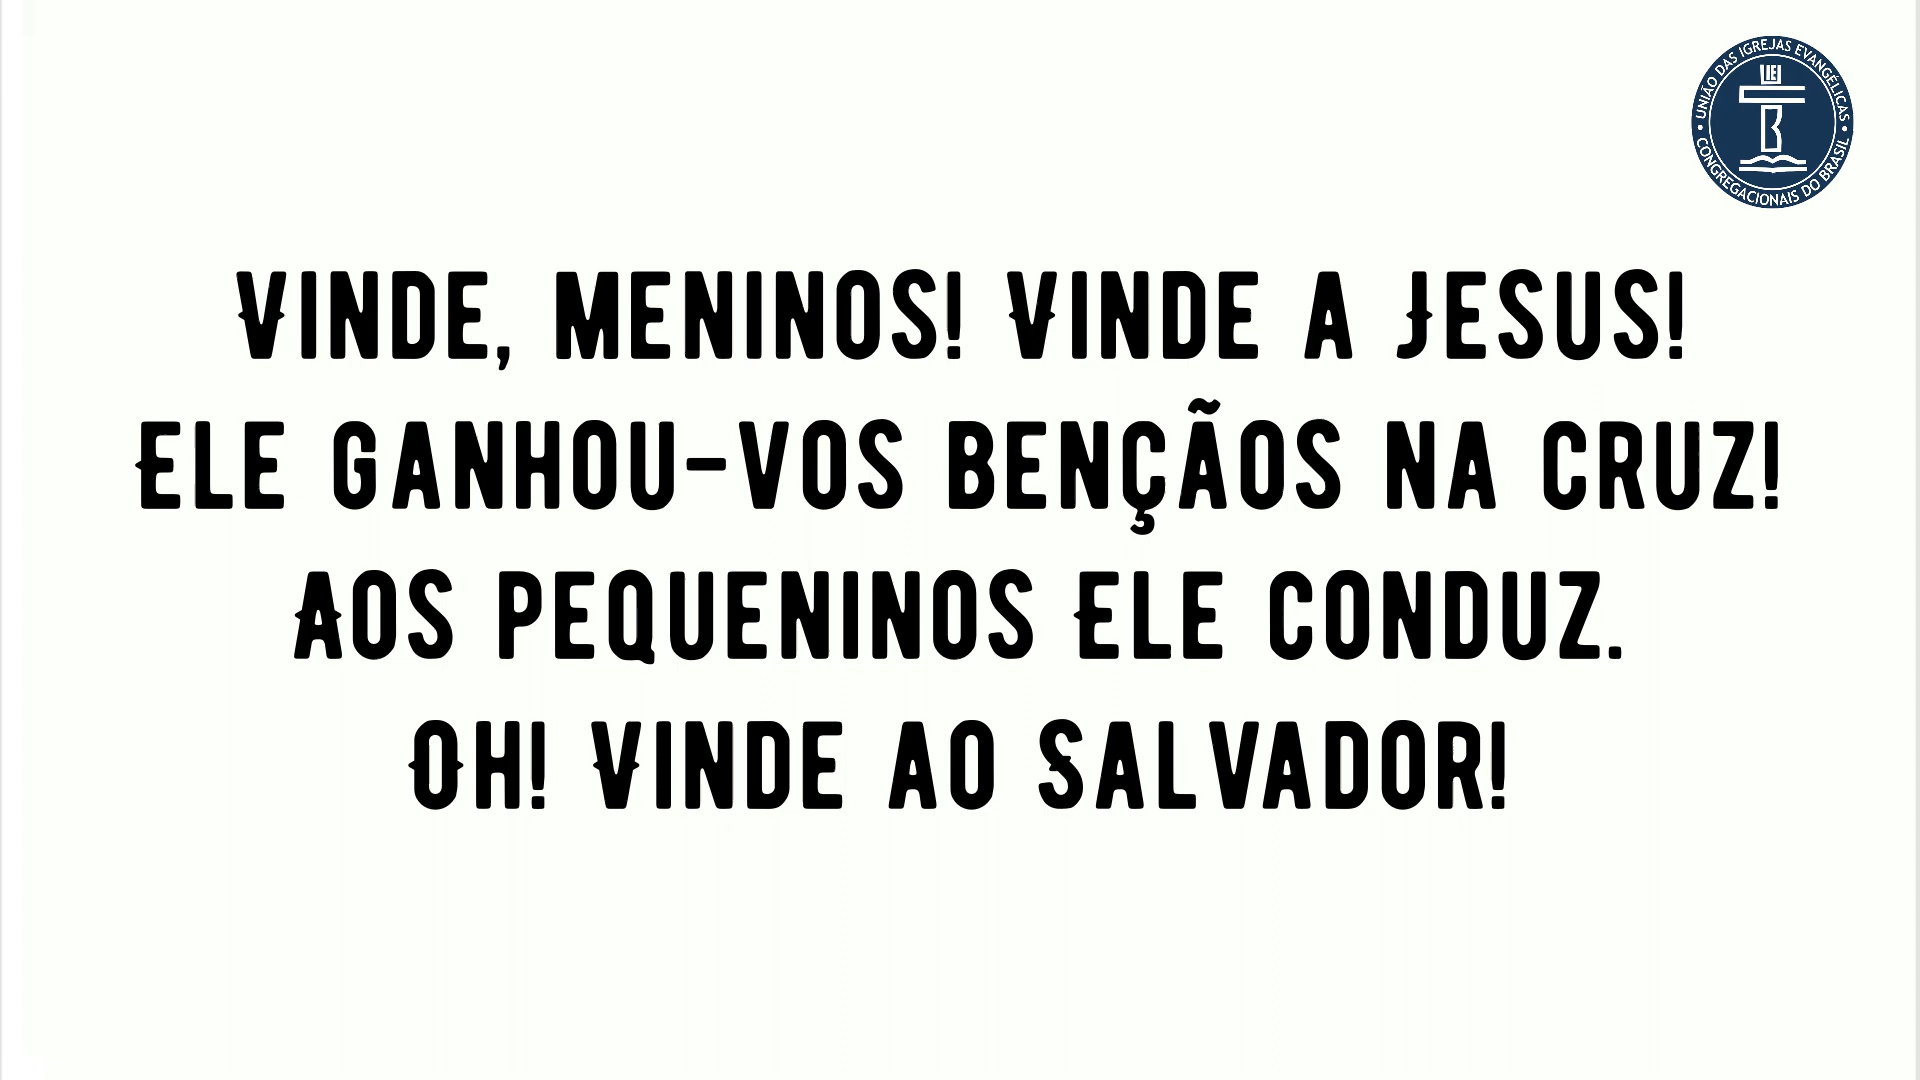 UNIÃO DAS IGREJAS EVANGÉLICAS
CONGREGACIONAIS DO BRASIL
VINDE, MENINOS! VINDE A JESUS!
ELE GANHOU-VOS BENÇÃOS NA CRUZ!
AOS PEQUENINOS ELE CONDUZ.
OH! VINDE AO SALVADOR!